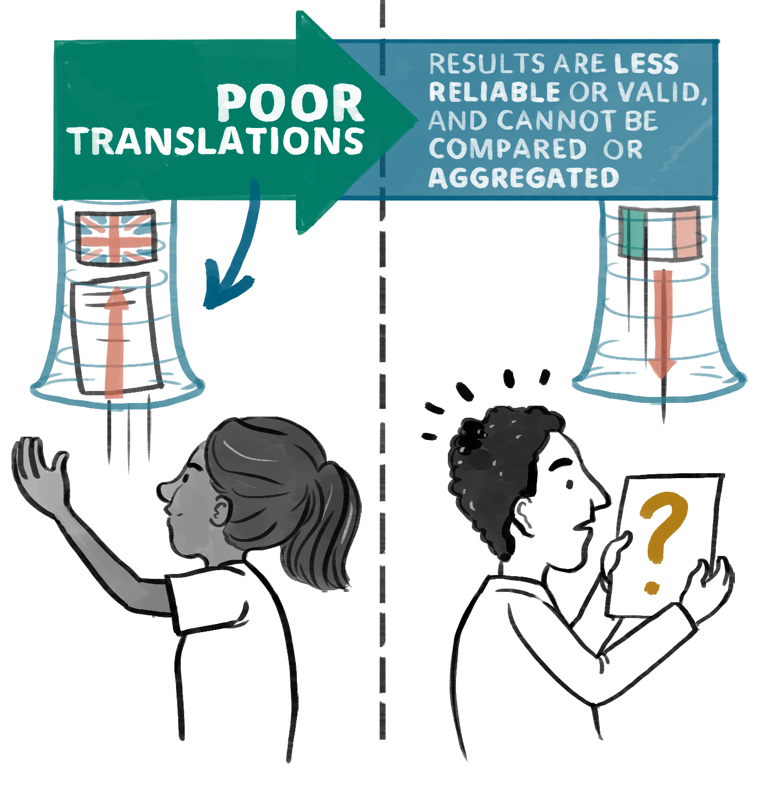 POOR
TRANSLATIONS
RESULTS ARE LESS
RELIABLE OR VALID,
AND CANNOT BE
COMPARED OR
AGGREGATED
?